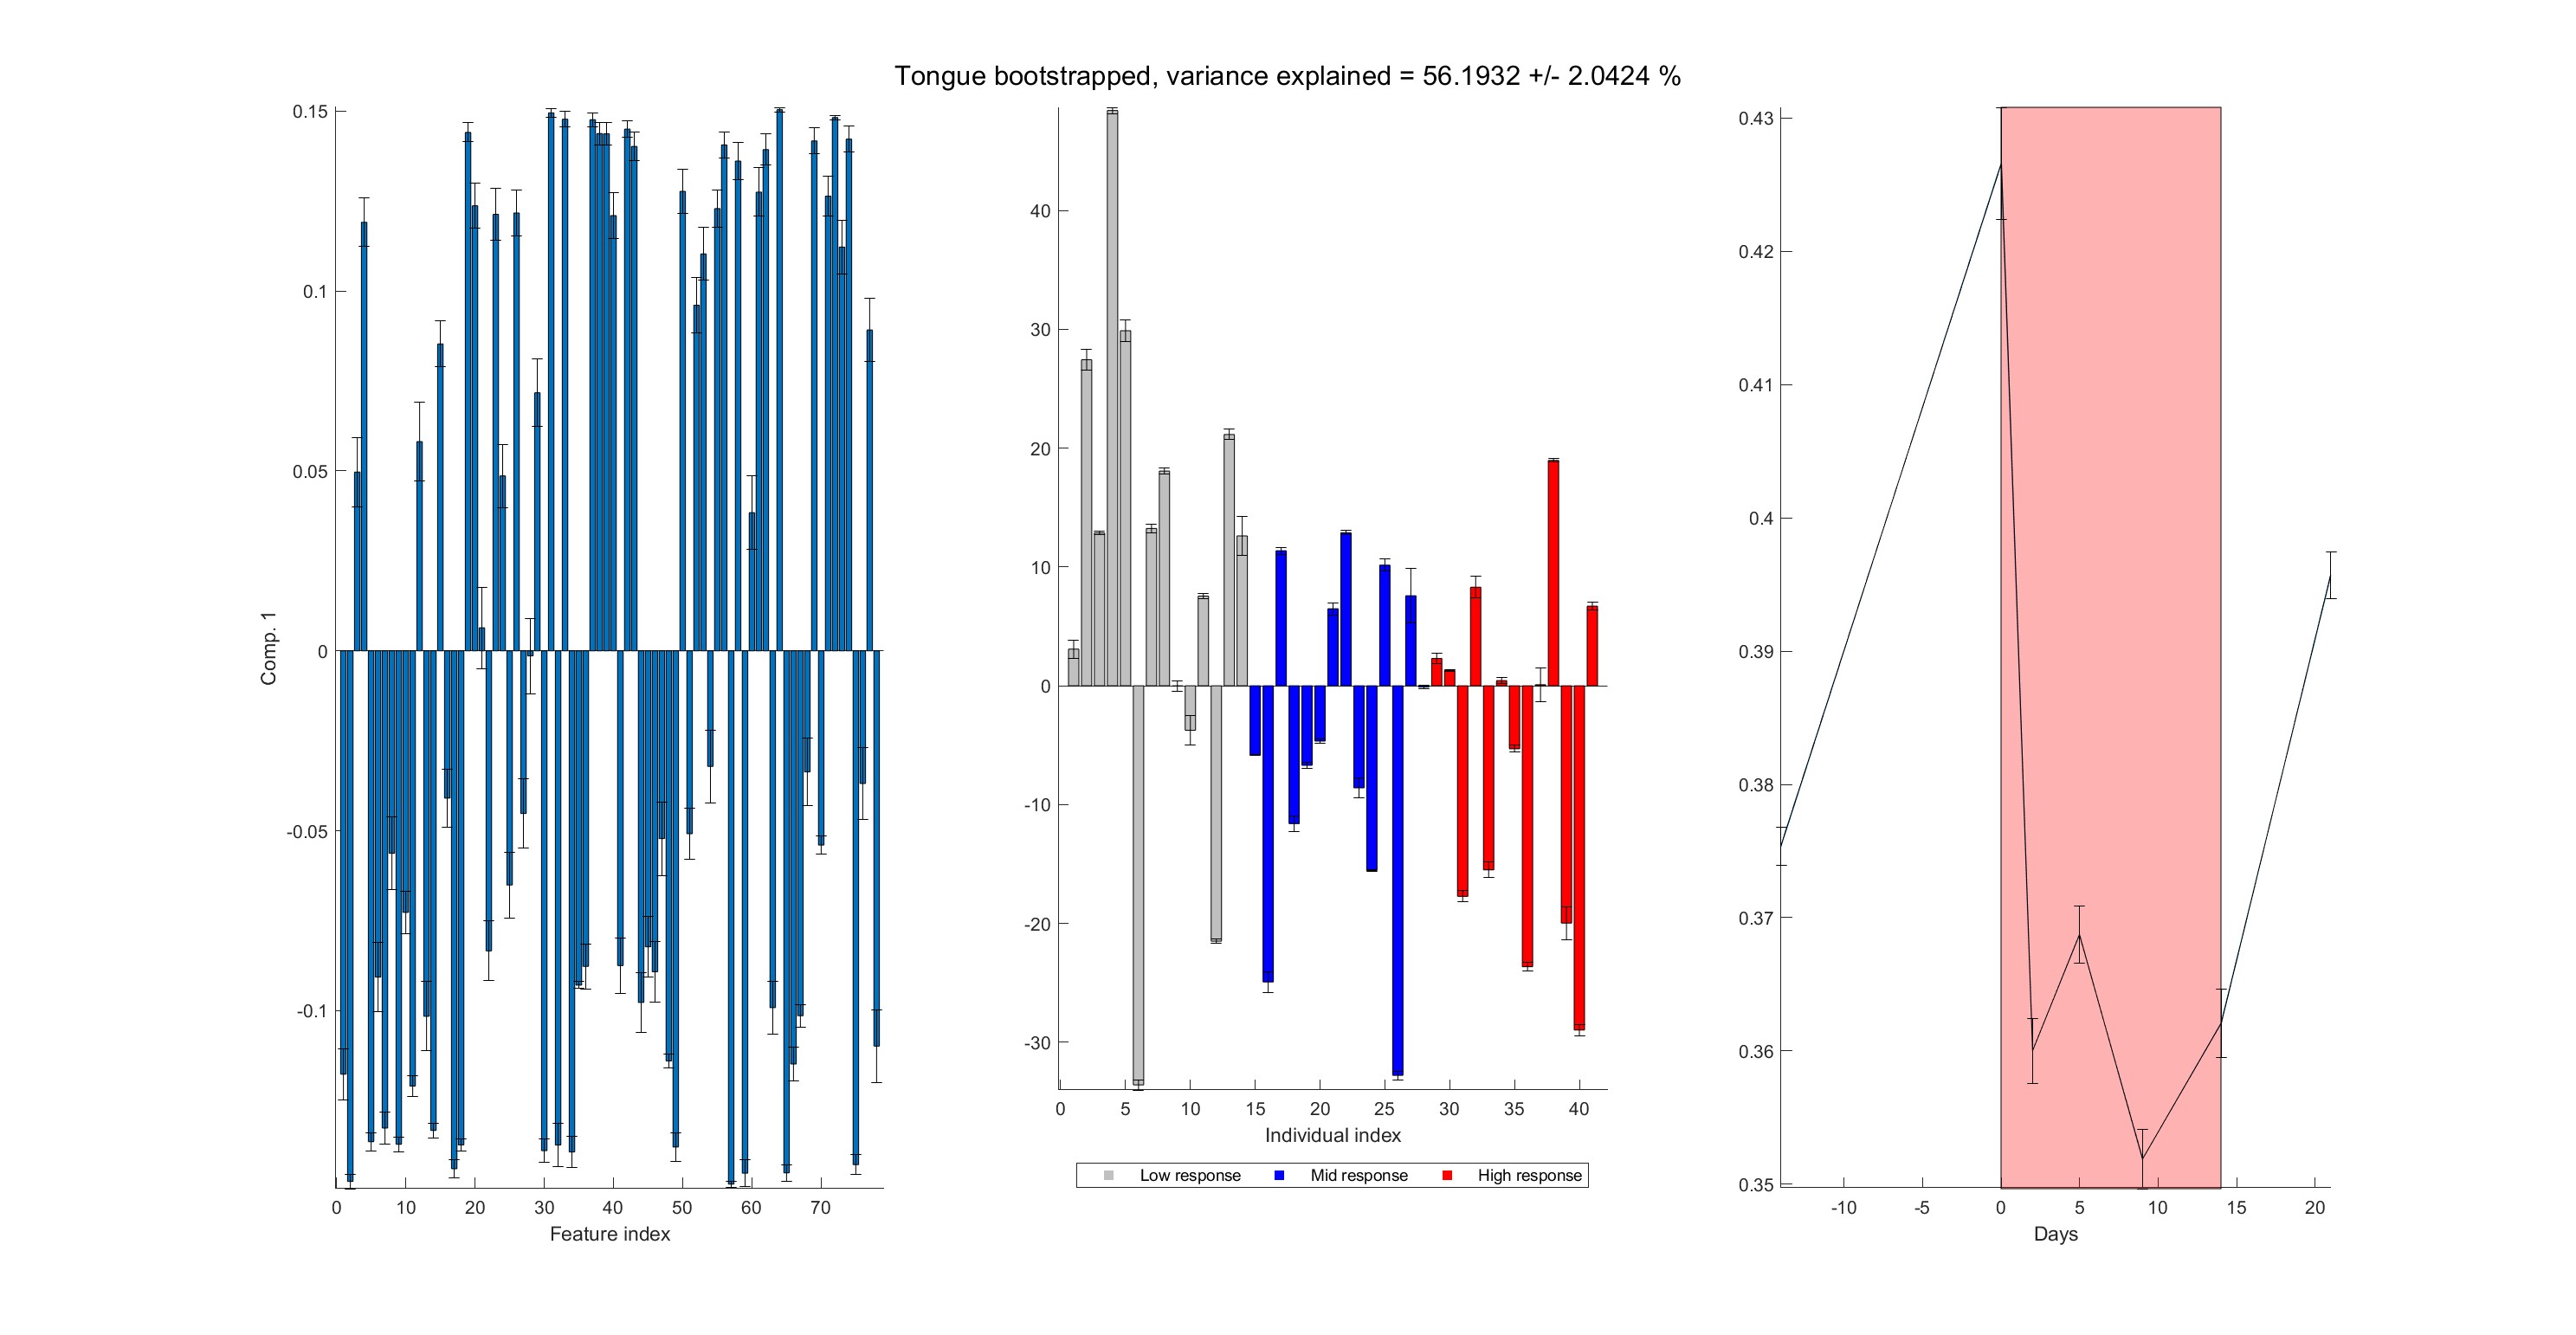 Tongue bootstrapped, variance explained = 56.1932 +/- 2.0424 %
Comp. 1
0.15
0.1
0.05
0
-0.05
-0.1
0 10 20 30 40 50 60 70
Feature index
40
30
20
10
0
-10
-20
-30
0 5 10 15 20 25 30 35 40
Individual index
Low response Mid response High response
0.43
0.42
0.41
0.4
0.39
0.38
0.37
0.36
0.35
-10 -5 0 5 10 15 20
Days